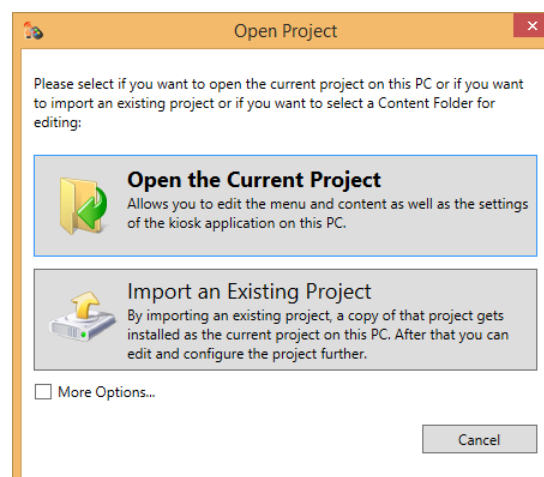 Open Project
Please select if you want to open the current project on this PC or if you want
to import an existing project or if you want to select a Content Folder for
editing:
Open the Current Project
Allows you to edit the menu and content as well as the settings
of the kiosk application on this PC.
Import an Existing Project
By importing an existing project, a copy of that project gets
installed as the current project on this PC. After that you can
edit and configure the project further.
More Options...
Cancel